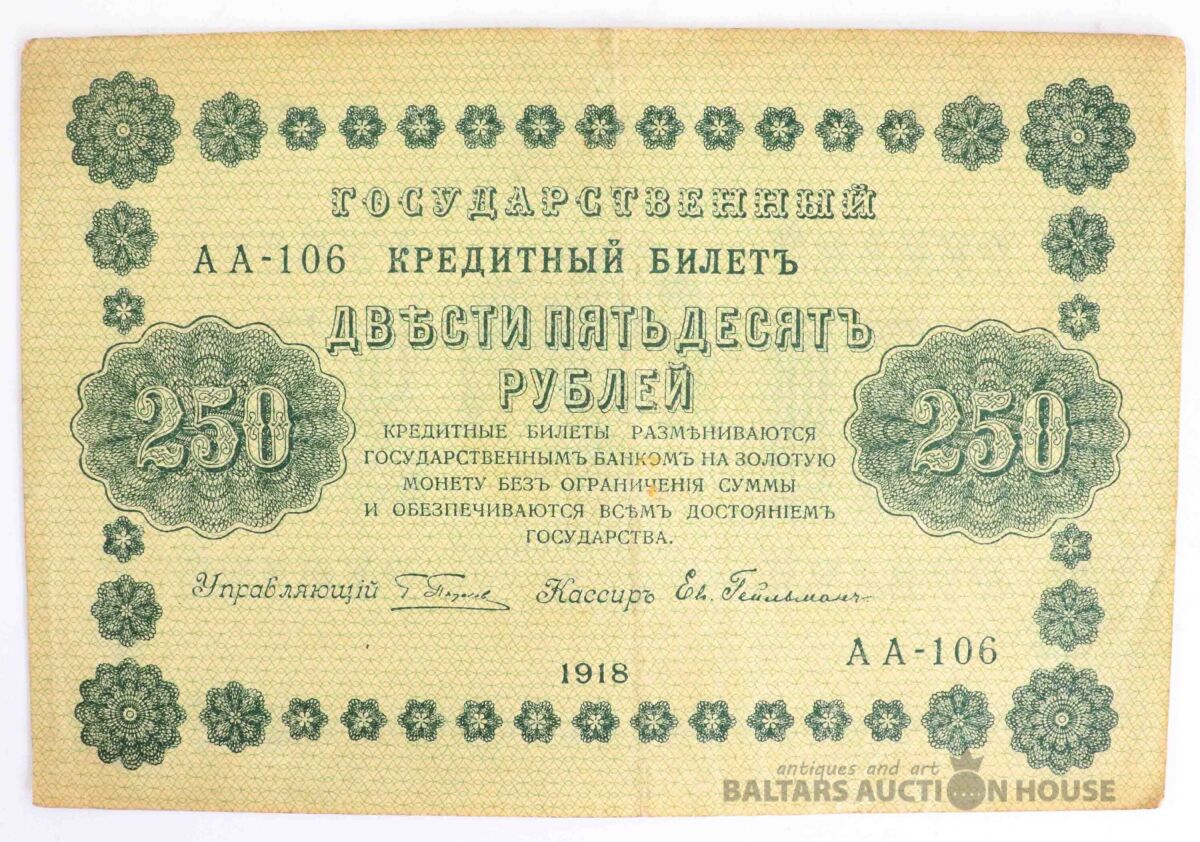 ГОСУДАРСТВЕННЫЙ
АА-106 КРЕДИТНЫЙ БИЛЕТЪ
ДВѢСТИ ПЯТЬДЕСЯТЪ
РУБЛЕЙ
250
250
КРЕДИТНЫЕ БИЛЕТЫ РАЗМѢНИВАЮТСЯ
ГОСУДАРСТВЕННЫМЪ БАНКОМЪ НА ЗОЛОТУЮ
МОНЕТУ БЕЗЪ ОГРАНИЧЕНІЯ СУММЫ
И ОБЕЗПЕЧИВАЮТСЯ ВСѢМЪ ДОСТОЯНІЕМЪ
ГОСУДАРСТВА.
Управляющій Кассиръ Ев. Гейльманъ
АА-106
1918
antiques and art
BALTARS AUCTION HOUSE